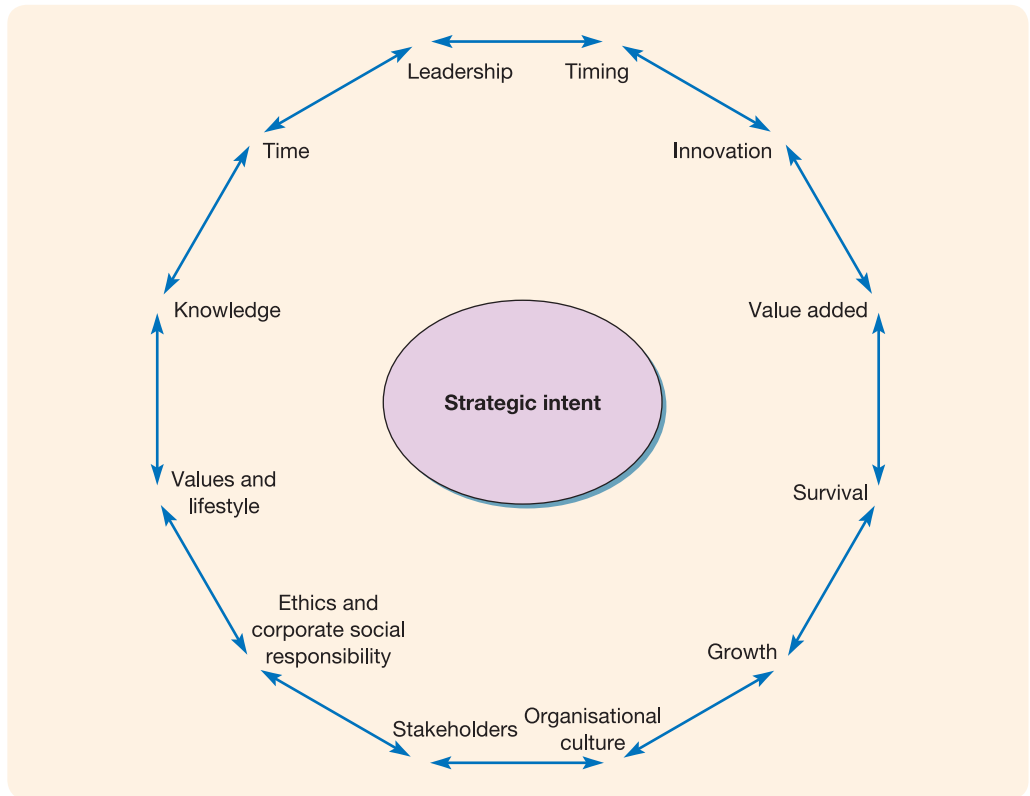 Leadership
Timing
Time
Innovation
Knowledge
Value added
Strategic intent
Values and
lifestyle
Survival
Ethics and
corporate social
responsibility
Growth
Stakeholders
Organisational
culture